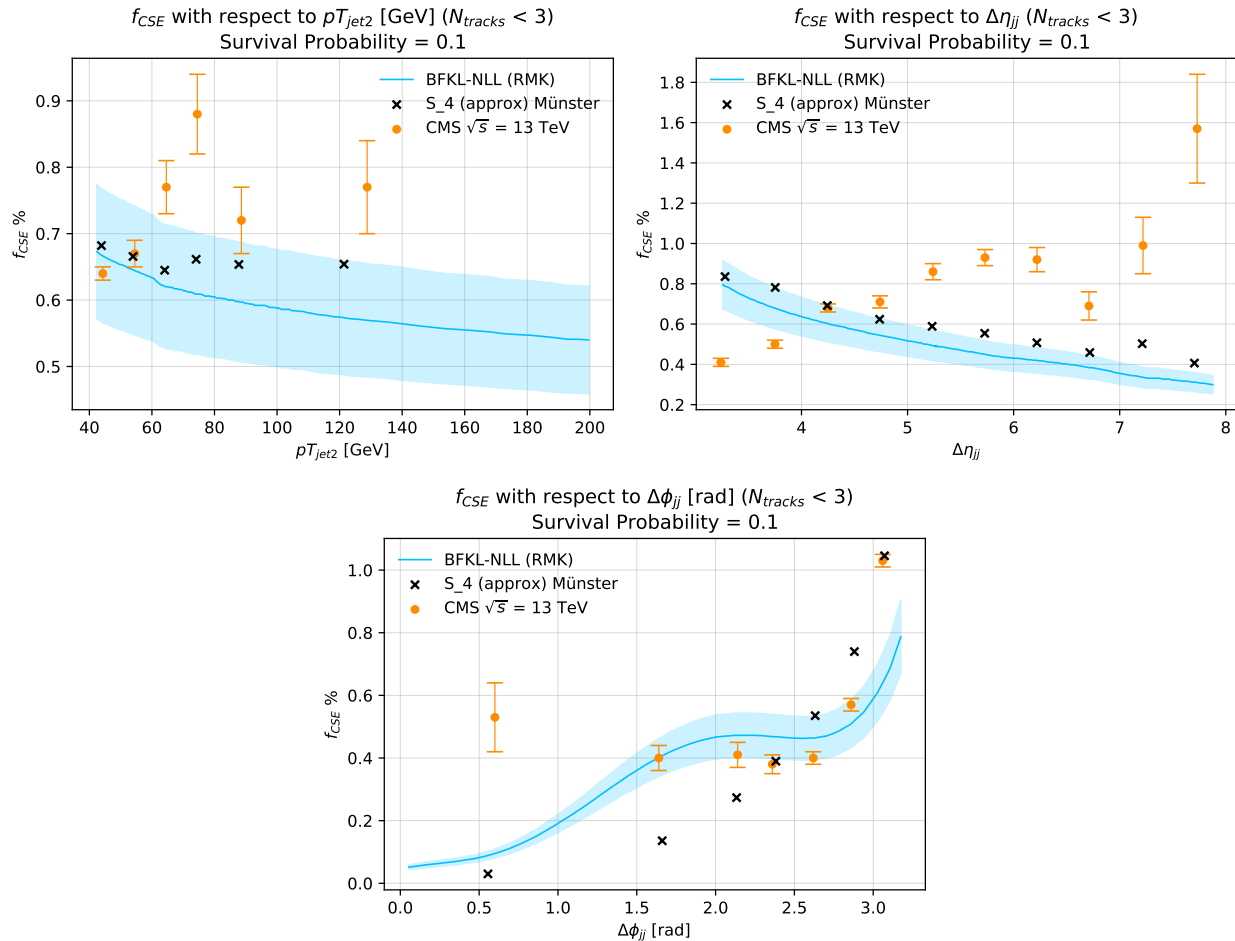 f_CSE with respect to pT_jet2 [GeV] (N_tracks < 3)
Survival Probability = 0.1
BFKL-NLL (RMK)
S_4 (approx) Münster
CMS √s = 13 TeV
f_CSE %
0.9
0.8
0.7
0.6
0.5
40 60 80 100 120 140 160 180 200
pT_jet2 [GeV]
f_CSE with respect to Δη_jj (N_tracks < 3)
Survival Probability = 0.1
BFKL-NLL (RMK)
S_4 (approx) Münster
CMS √s = 13 TeV
f_CSE %
1.8
1.6
1.4
1.2
1.0
0.8
0.6
0.4
0.2
4 5 6 7 8
Δη_jj
f_CSE with respect to Δϕ_jj [rad] (N_tracks < 3)
Survival Probability = 0.1
BFKL-NLL (RMK)
S_4 (approx) Münster
CMS √s = 13 TeV
f_CSE %
1.0
0.8
0.6
0.4
0.2
0.0
0.0 0.5 1.0 1.5 2.0 2.5 3.0
Δϕ_jj [rad]